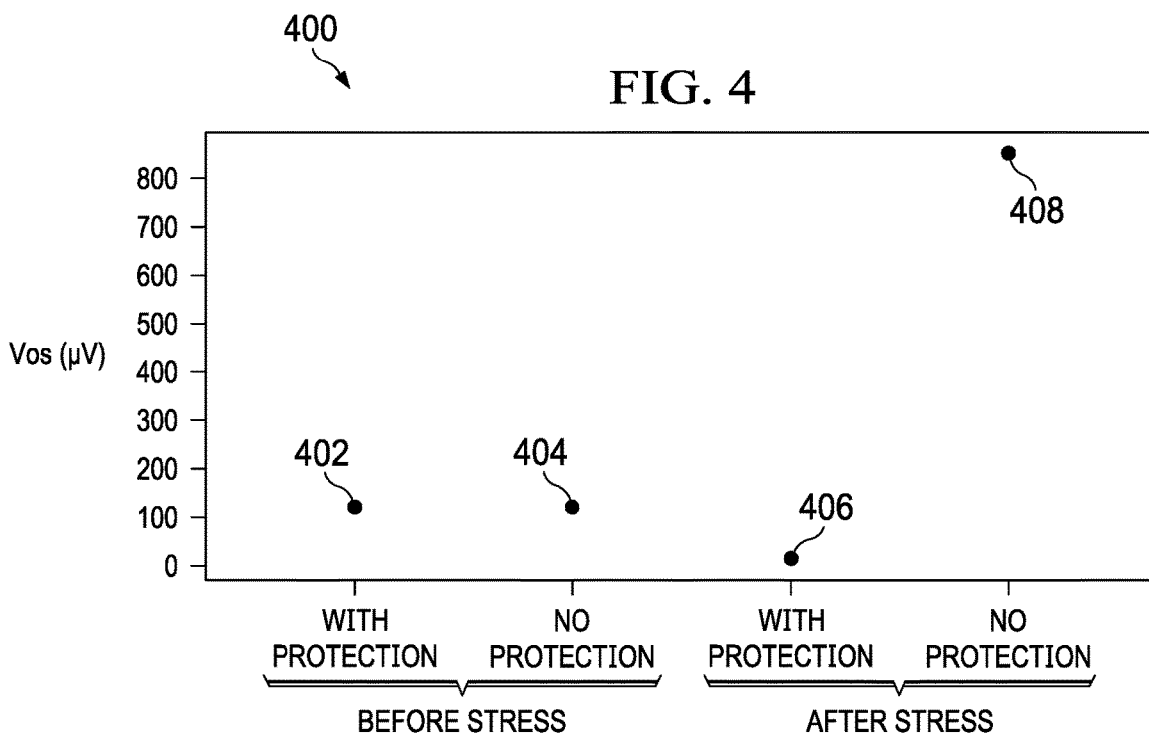 400
FIG. 4
800
700
600
500
400
300
200
100
0
Vos (µV)
402
404
406
408
WITH PROTECTION
NO PROTECTION
WITH PROTECTION
NO PROTECTION
BEFORE STRESS
AFTER STRESS